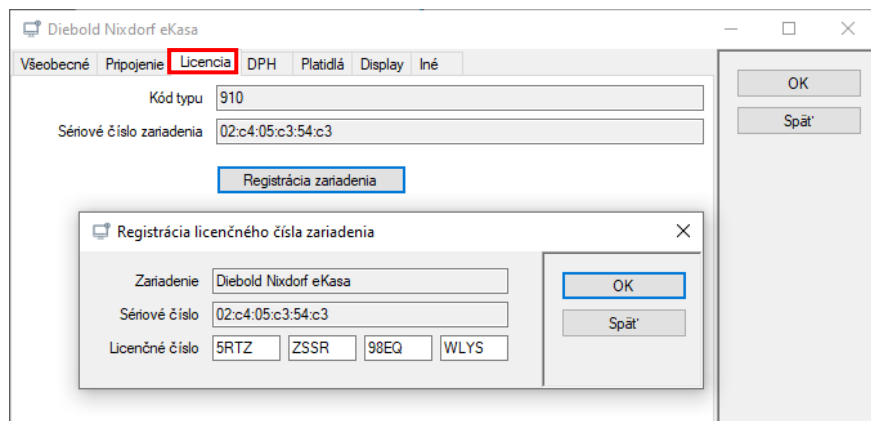 Diebold Nixdorf eKasa
Všeobecné Pripojenie Licencia DPH Platidlá Display Iné
OK
Späť
Kód typu 910
Sériové číslo zariadenia 02:c4:05:c3:54:c3
Registrácia zariadenia
Registrácia licenčného čísla zariadenia
Zariadenie Diebold Nixdorf eKasa
Sériové číslo 02:c4:05:c3:54:c3
Licenčné číslo 5RTZ ZSSR 98EQ WLYS
OK
Späť